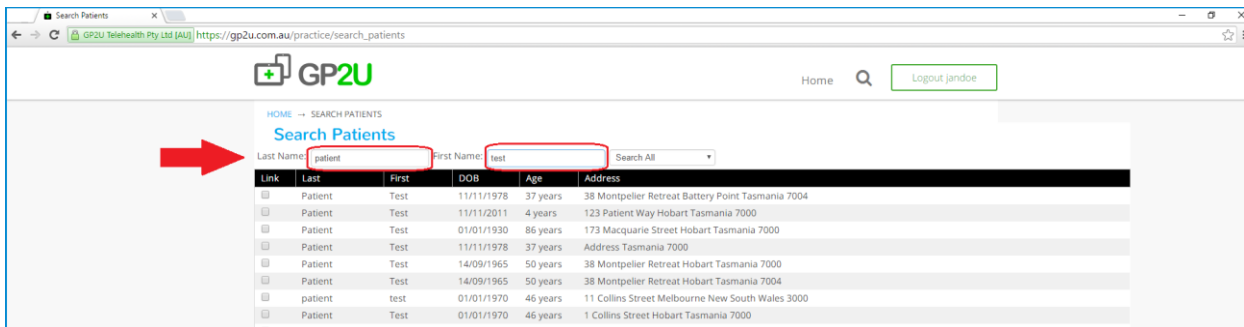 Search Patients
GP2U Telehealth Pty Ltd [AU] https://gp2u.com.au/practice/search_patients
GP2U
Home Logout jandoe
HOME → SEARCH PATIENTS
Search Patients
Last Name: patient First Name: test Search All
Link Last First DOB Age Address
Patient Test 11/11/1978 37 years 38 Montpelier Retreat Battery Point Tasmania 7004
Patient Test 11/11/2011 4 years 123 Patient Way Hobart Tasmania 7000
Patient Test 01/01/1930 86 years 173 Macquarie Street Hobart Tasmania 7000
Patient Test 11/11/1978 37 years Address Tasmania 7000
Patient Test 14/09/1965 50 years 38 Montpelier Retreat Hobart Tasmania 7000
Patient Test 14/09/1965 50 years 38 Montpelier Retreat Hobart Tasmania 7004
patient test 01/01/1970 46 years 11 Collins Street Melbourne New South Wales 3000
Patient Test 01/01/1970 46 years 1 Collins Street Hobart Tasmania 7000